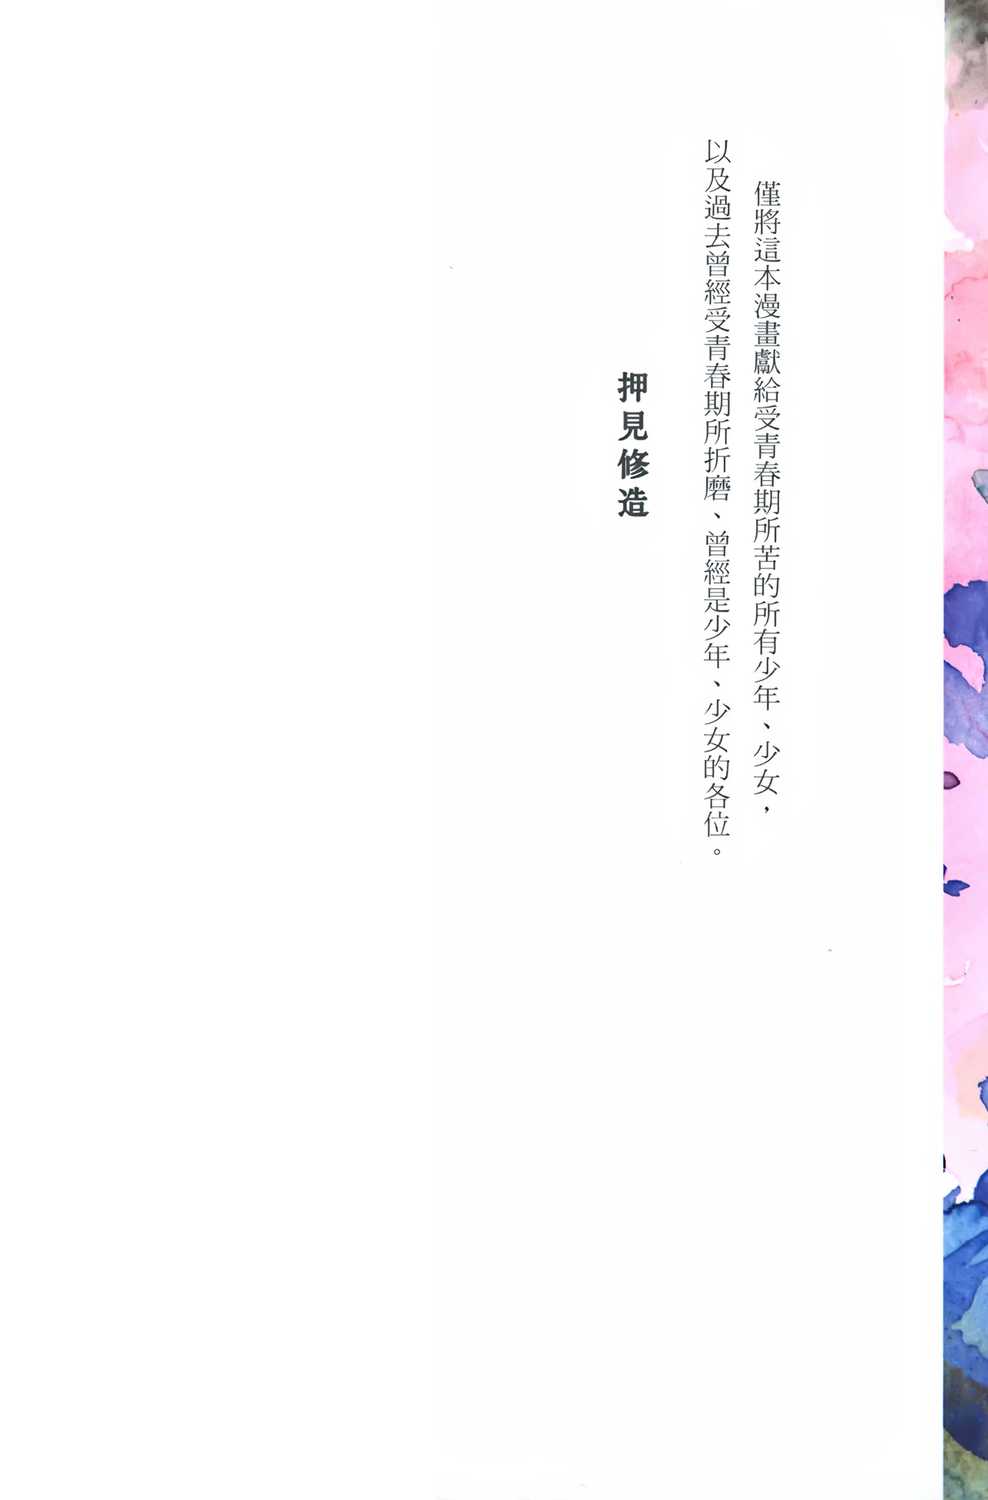 僅將這本漫畫獻給受青春期所苦的所有少年、少女，
以及過去曾經受青春期所折磨、曾經是少年、少女的各位。
押見修造